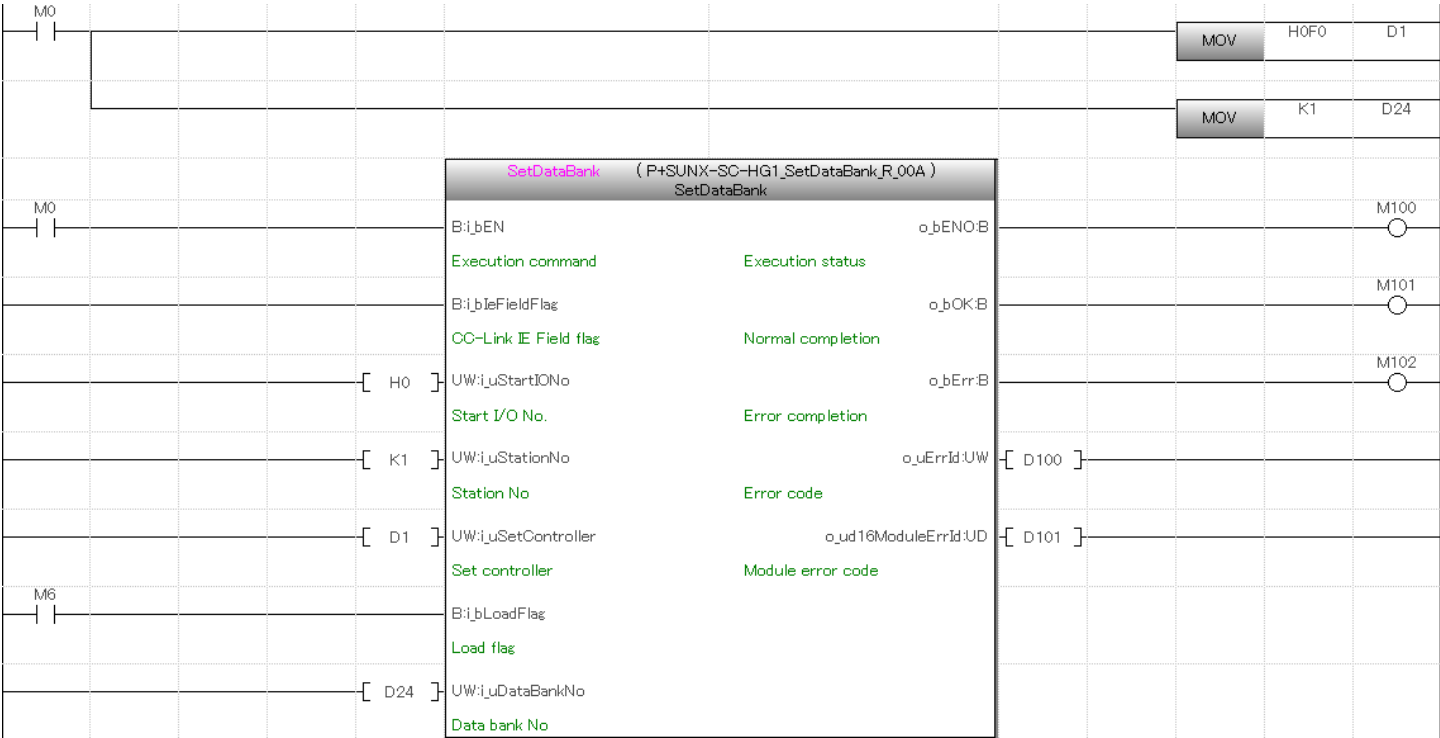 M0
MOV H0F0 D1
MOV K1 D24
SetDataBank (P+SUNX-SC-HG1_SetDataBank_R_00A)
SetDataBank
M0 B:i_bEN o_bENO:B M100
Execution command Execution status
B:i_bIeFieldFlag o_bOK:B M101
CC-Link IE Field flag Normal completion
H0 UW:i_uStartIONo o_bErr:B M102
Start I/O No. Error completion
K1 UW:i_uStationNo o_uErrId:UW D100
Station No Error code
D1 UW:i_uSetController o_ud16ModuleErrId:UD D101
Set controller Module error code
M6 B:i_bLoadFlag
Load flag
D24 UW:i_uDataBankNo
Data bank No